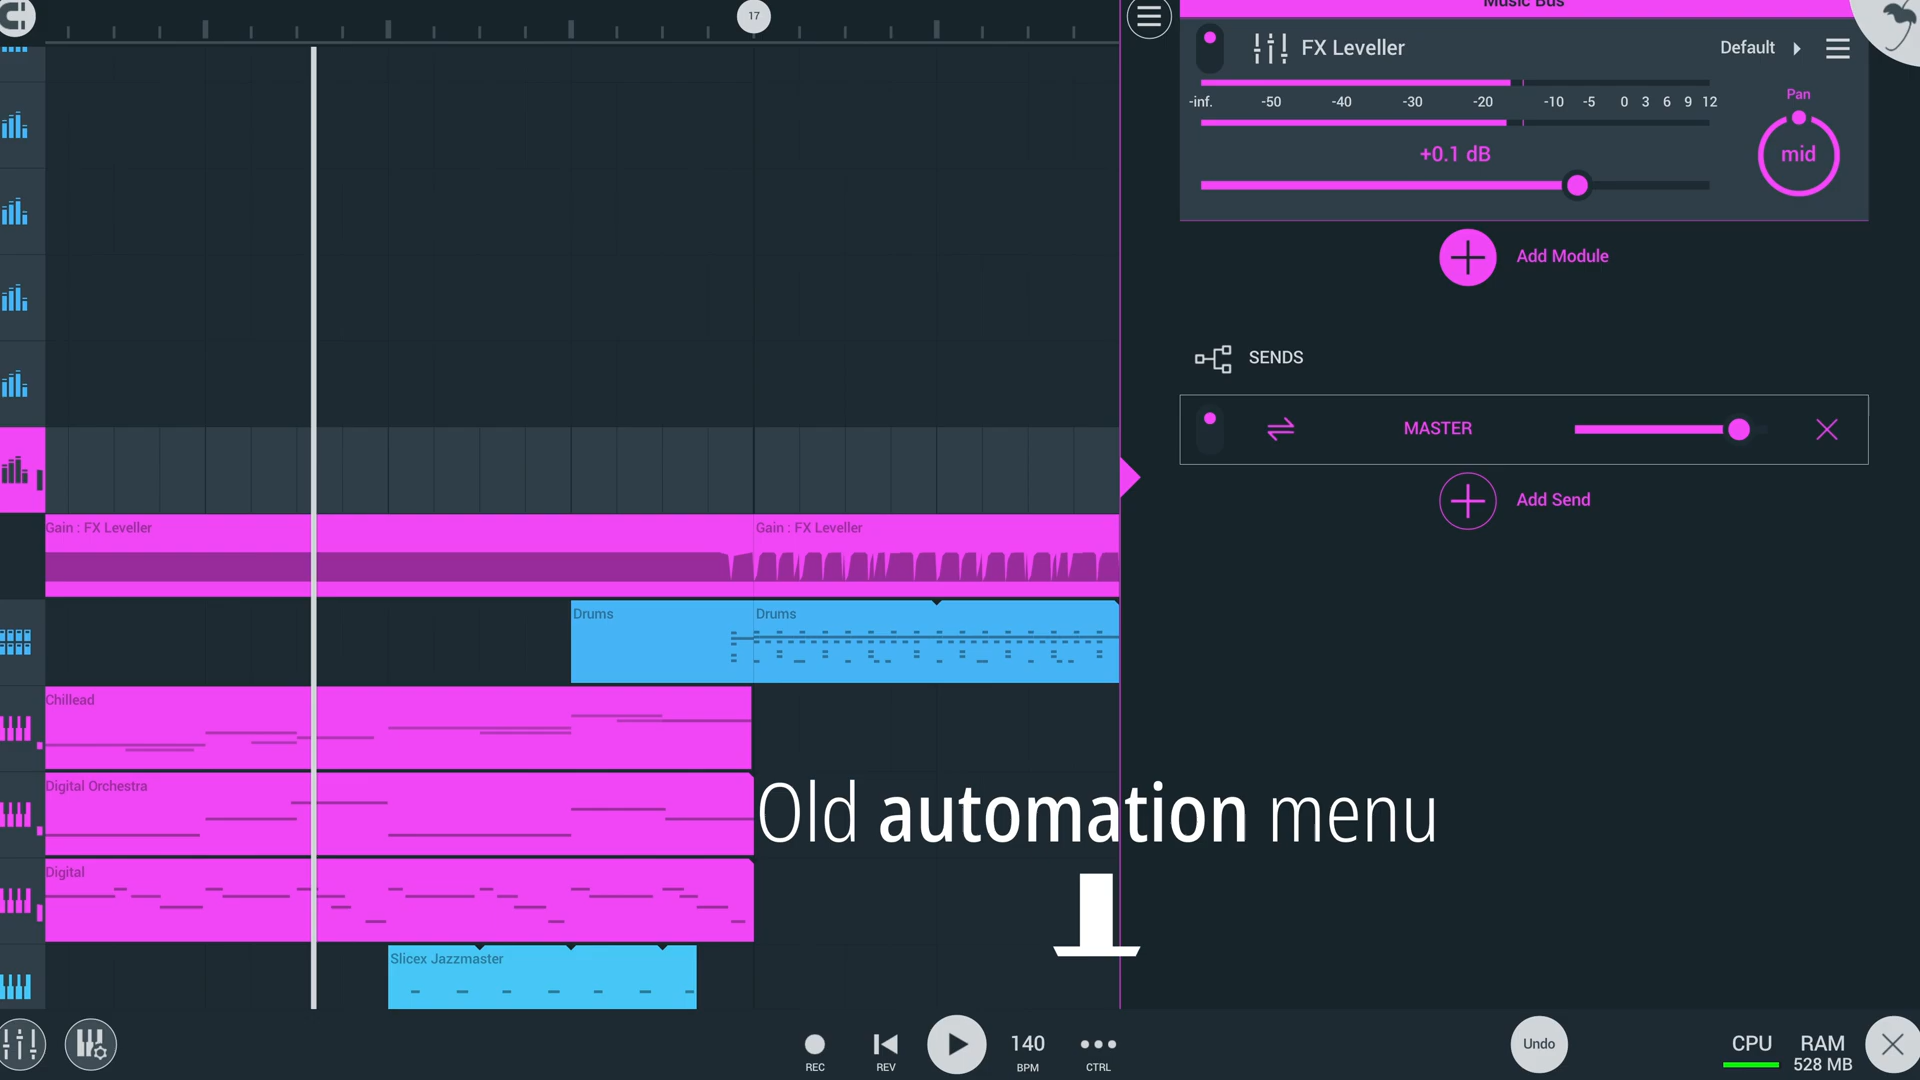 17
Music Bus
FX Leveller
Default
-inf. -50 -40 -30 -20 -10 -5 0 3 6 9 12
Pan
+0.1 dB
mid
Add Module
SENDS
MASTER
Add Send
Gain : FX Leveller
Gain : FX Leveller
Drums
Drums
Chillead
Digital Orchestra
Digital
Slicex Jazzmaster
Old automation menu
REC
REV
140
BPM
CTRL
Undo
CPU
RAM
528 MB